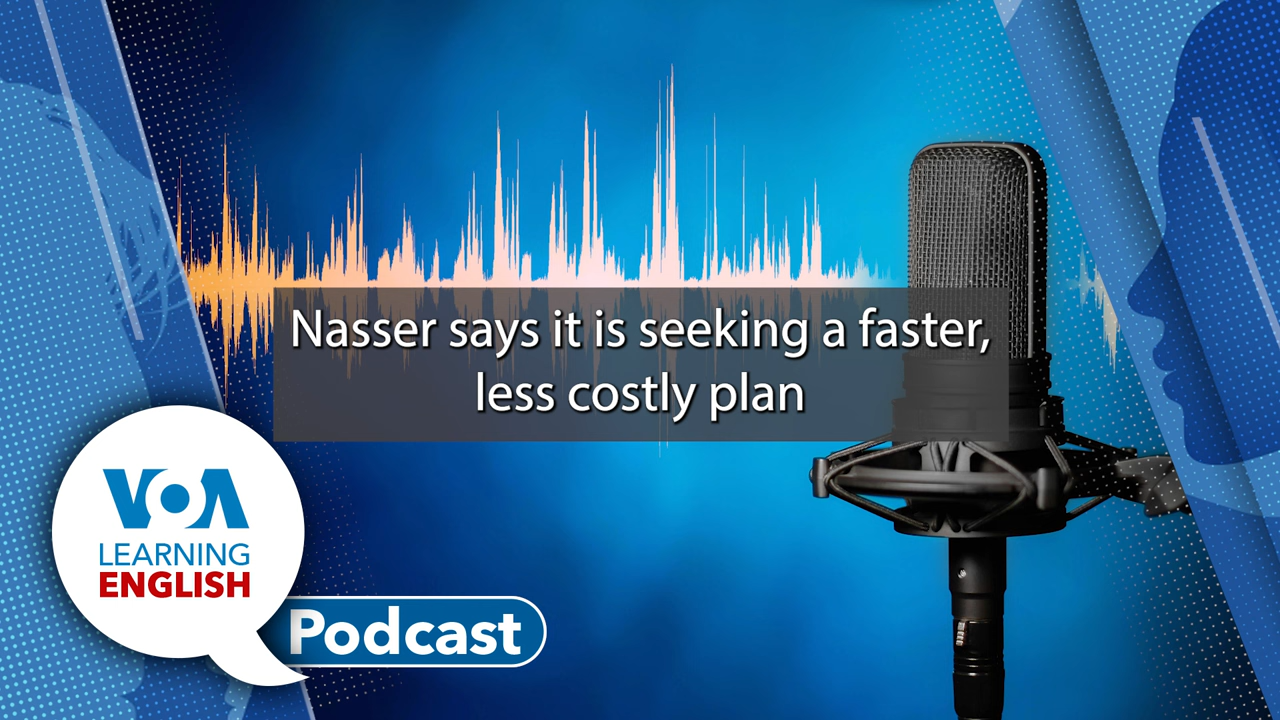 Nasser says it is seeking a faster,
less costly plan
VOA
LEARNING
ENGLISH
Podcast